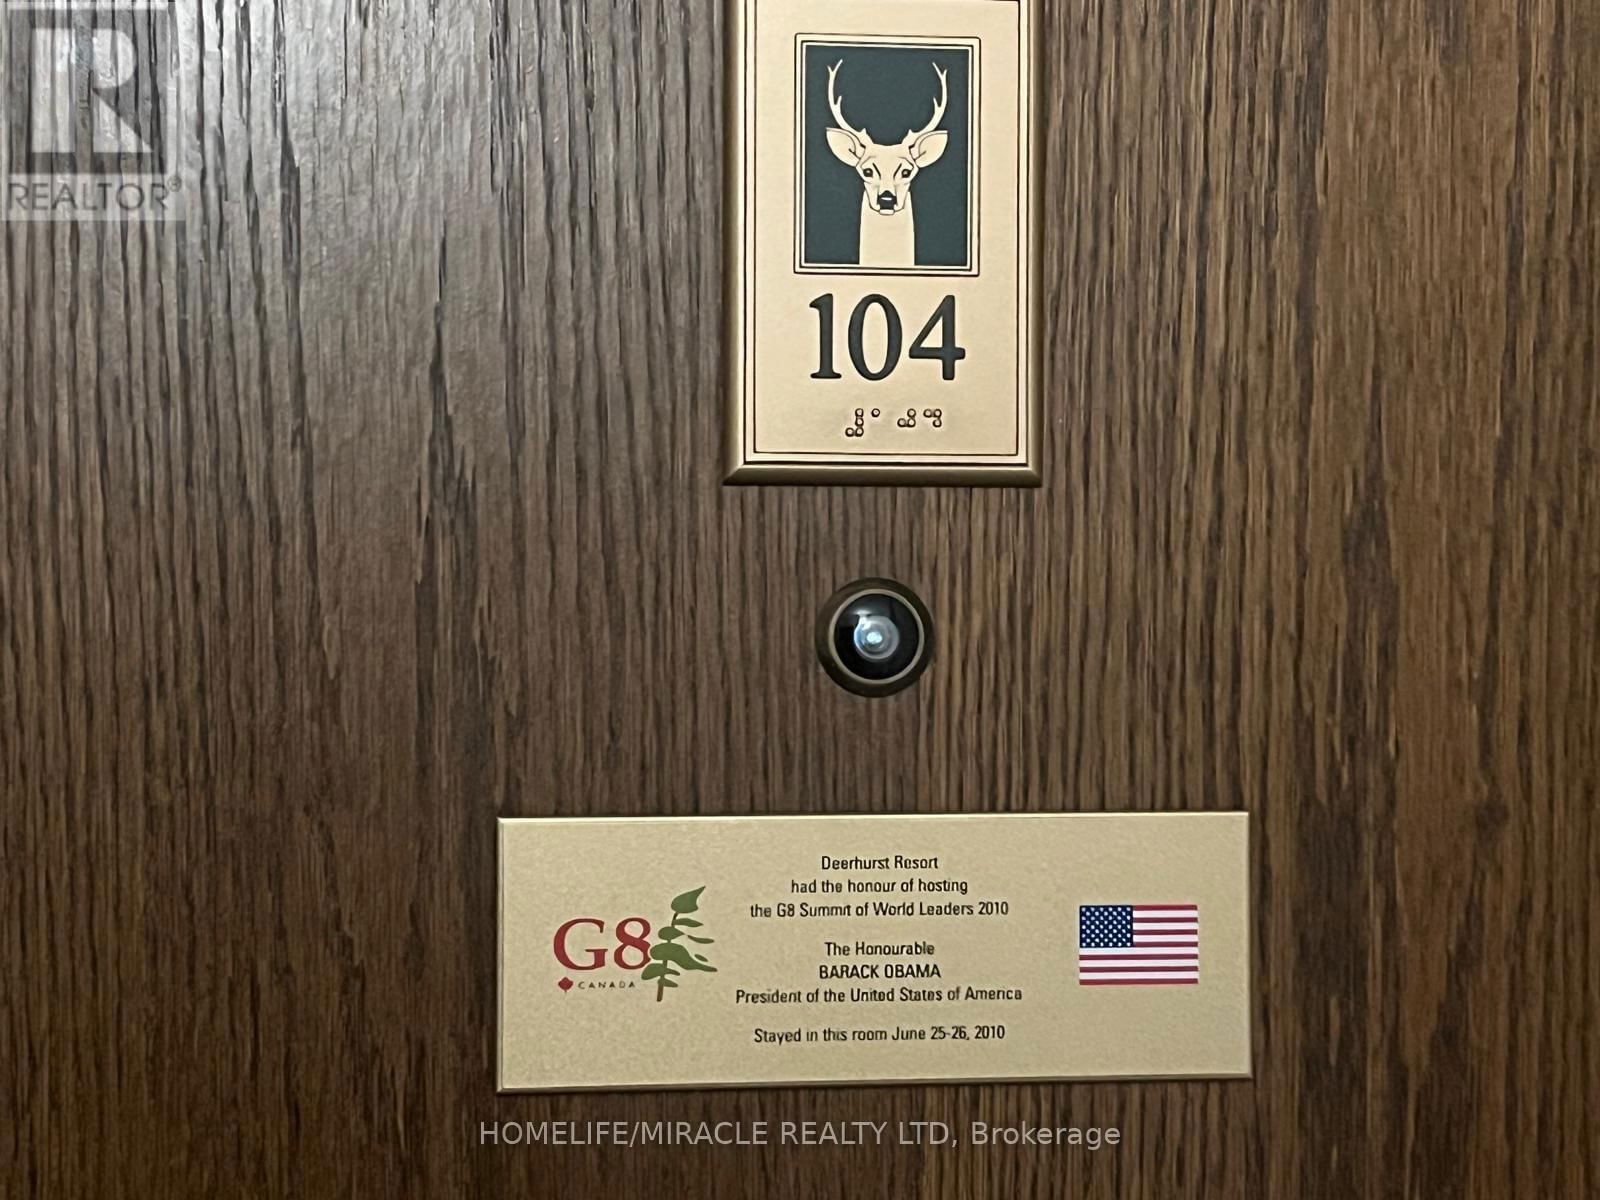 REALTOR®
104
⠼⠁⠚⠙
Deerhurst Resort
had the honour of hosting
the G8 Summit of World Leaders 2010
The Honourable
BARACK OBAMA
President of the United States of America
Stayed in this room June 25-26, 2010
G8
CANADA
HOMELIFE/MIRACLE REALTY LTD, Brokerage